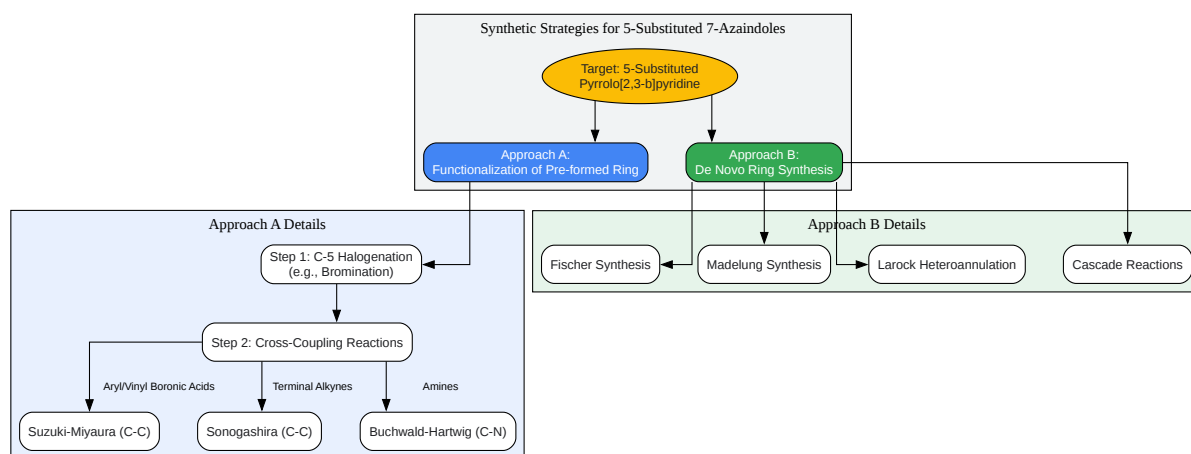 Synthetic Strategies for 5-Substituted 7-Azaindoles
Target: 5-Substituted
Pyrrolo[2,3-b]pyridine
Approach A:
Functionalization of Pre-formed Ring
Approach B:
De Novo Ring Synthesis
Approach A Details
Step 1: C-5 Halogenation
(e.g., Bromination)
Step 2: Cross-Coupling Reactions
Aryl/Vinyl Boronic Acids
Terminal Alkynes
Amines
Suzuki-Miyaura (C-C)
Sonogashira (C-C)
Buchwald-Hartwig (C-N)
Approach B Details
Fischer Synthesis
Madelung Synthesis
Larock Heteroannulation
Cascade Reactions